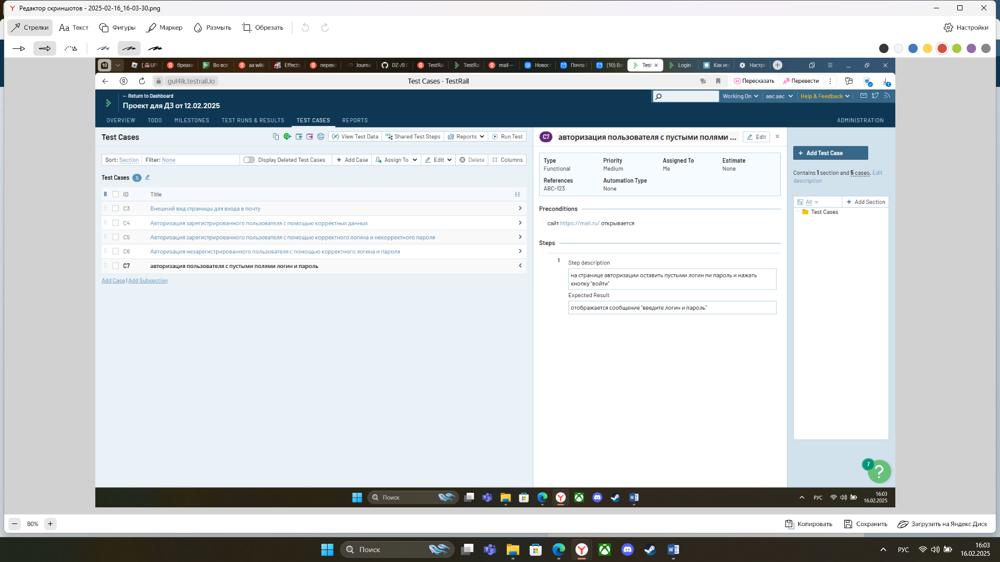 Редактор скриншотов - 2025-02-16_16-03-30.png
Стрелки
Текст
Фигуры
Маркер
Размыть
Обрезать
Настройки
18
бреак
Во все
aa wiki
Effects
перево
Journa
DZ-/8
TestRai
TestRai
mail —
Новост
Почта
(10) Вх
Test
Login -
Как ис
Настро
gul4ik.testrail.io
Test Cases - TestRail
Пересказать
Перевести
← Return to Dashboard
Проект для ДЗ от 12.02.2025
Working On
авс авс
Help & Feedback
OVERVIEW
TODO
MILESTONES
TEST RUNS & RESULTS
TEST CASES
REPORTS
ADMINISTRATION
Test Cases
View Test Data
Shared Test Steps
Reports
Run Test
Sort: Section
Filter: None
Display Deleted Test Cases
Add Case
Assign To
Edit
Delete
Columns
Test Cases 5
ID Title
C3 Внешний вид страницы для входа в почту
C4 Авторизация зарегистрированного пользователя с помощью корректных данных
C5 Авторизация зарегистрированного пользователя с помощью корректного логина и некорректного пароля
C6 Авторизация незарегистрированного пользователя с помощью корректного логина и пароля
C7 авторизация пользователя с пустыми полями логин и пароль
Add Case | Add Subsection
C7 авторизация пользователя с пустыми полями ...
Edit
Type
Functional
Priority
Medium
Assigned To
Me
Estimate
None
References
ABC-123
Automation Type
None
Preconditions
сайт https://mail.ru/ открывается
Steps
1
Step description
на странице авторизации оставить пустыми логин пи пароль и нажать
кнопку "войти"
Expected Result
отображается сообщение "введите логин и пароль"
+ Add Test Case
Contains 1 section and 5 cases. Edit
description
All
+ Add Section
Test Cases
7
?
Поиск
РУС
16:03
16.02.2025
80%
Копировать
Сохранить
Загрузить на Яндекс Диск
Поиск
РУС
16:03
16.02.2025